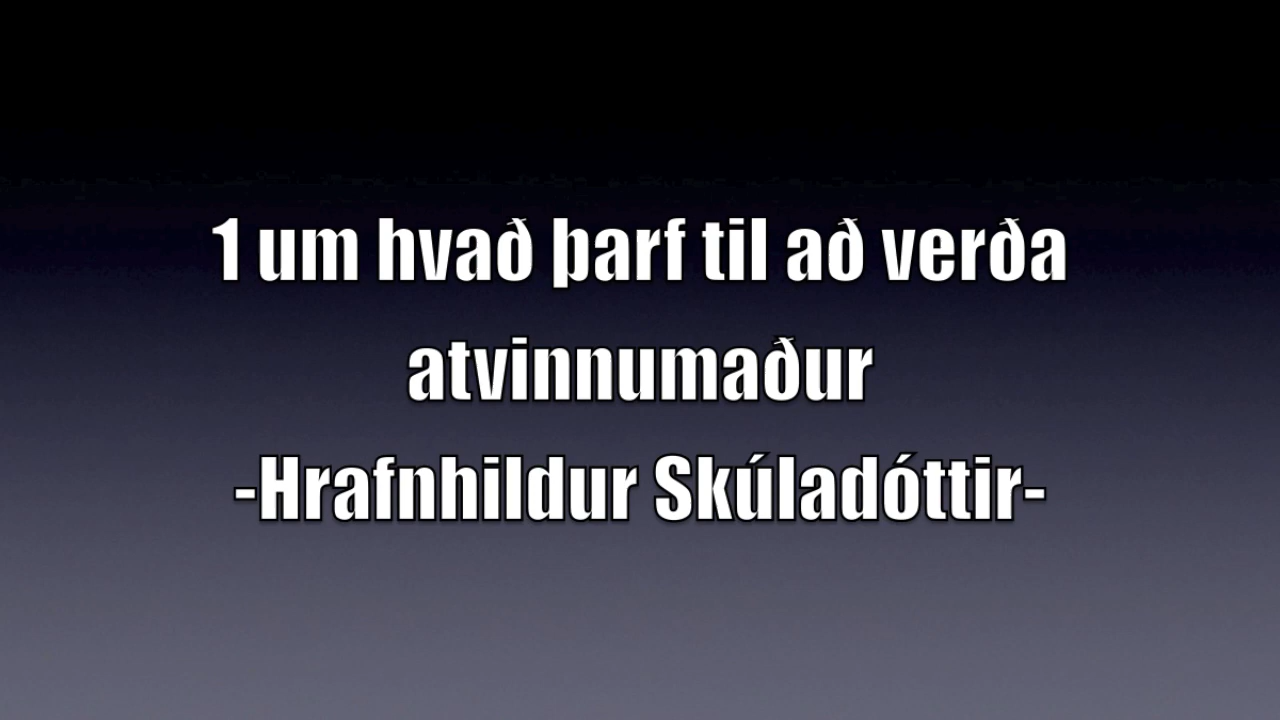 1 um hvað þarf til að verða
atvinnumaður
-Hrafnhildur Skúladóttir-